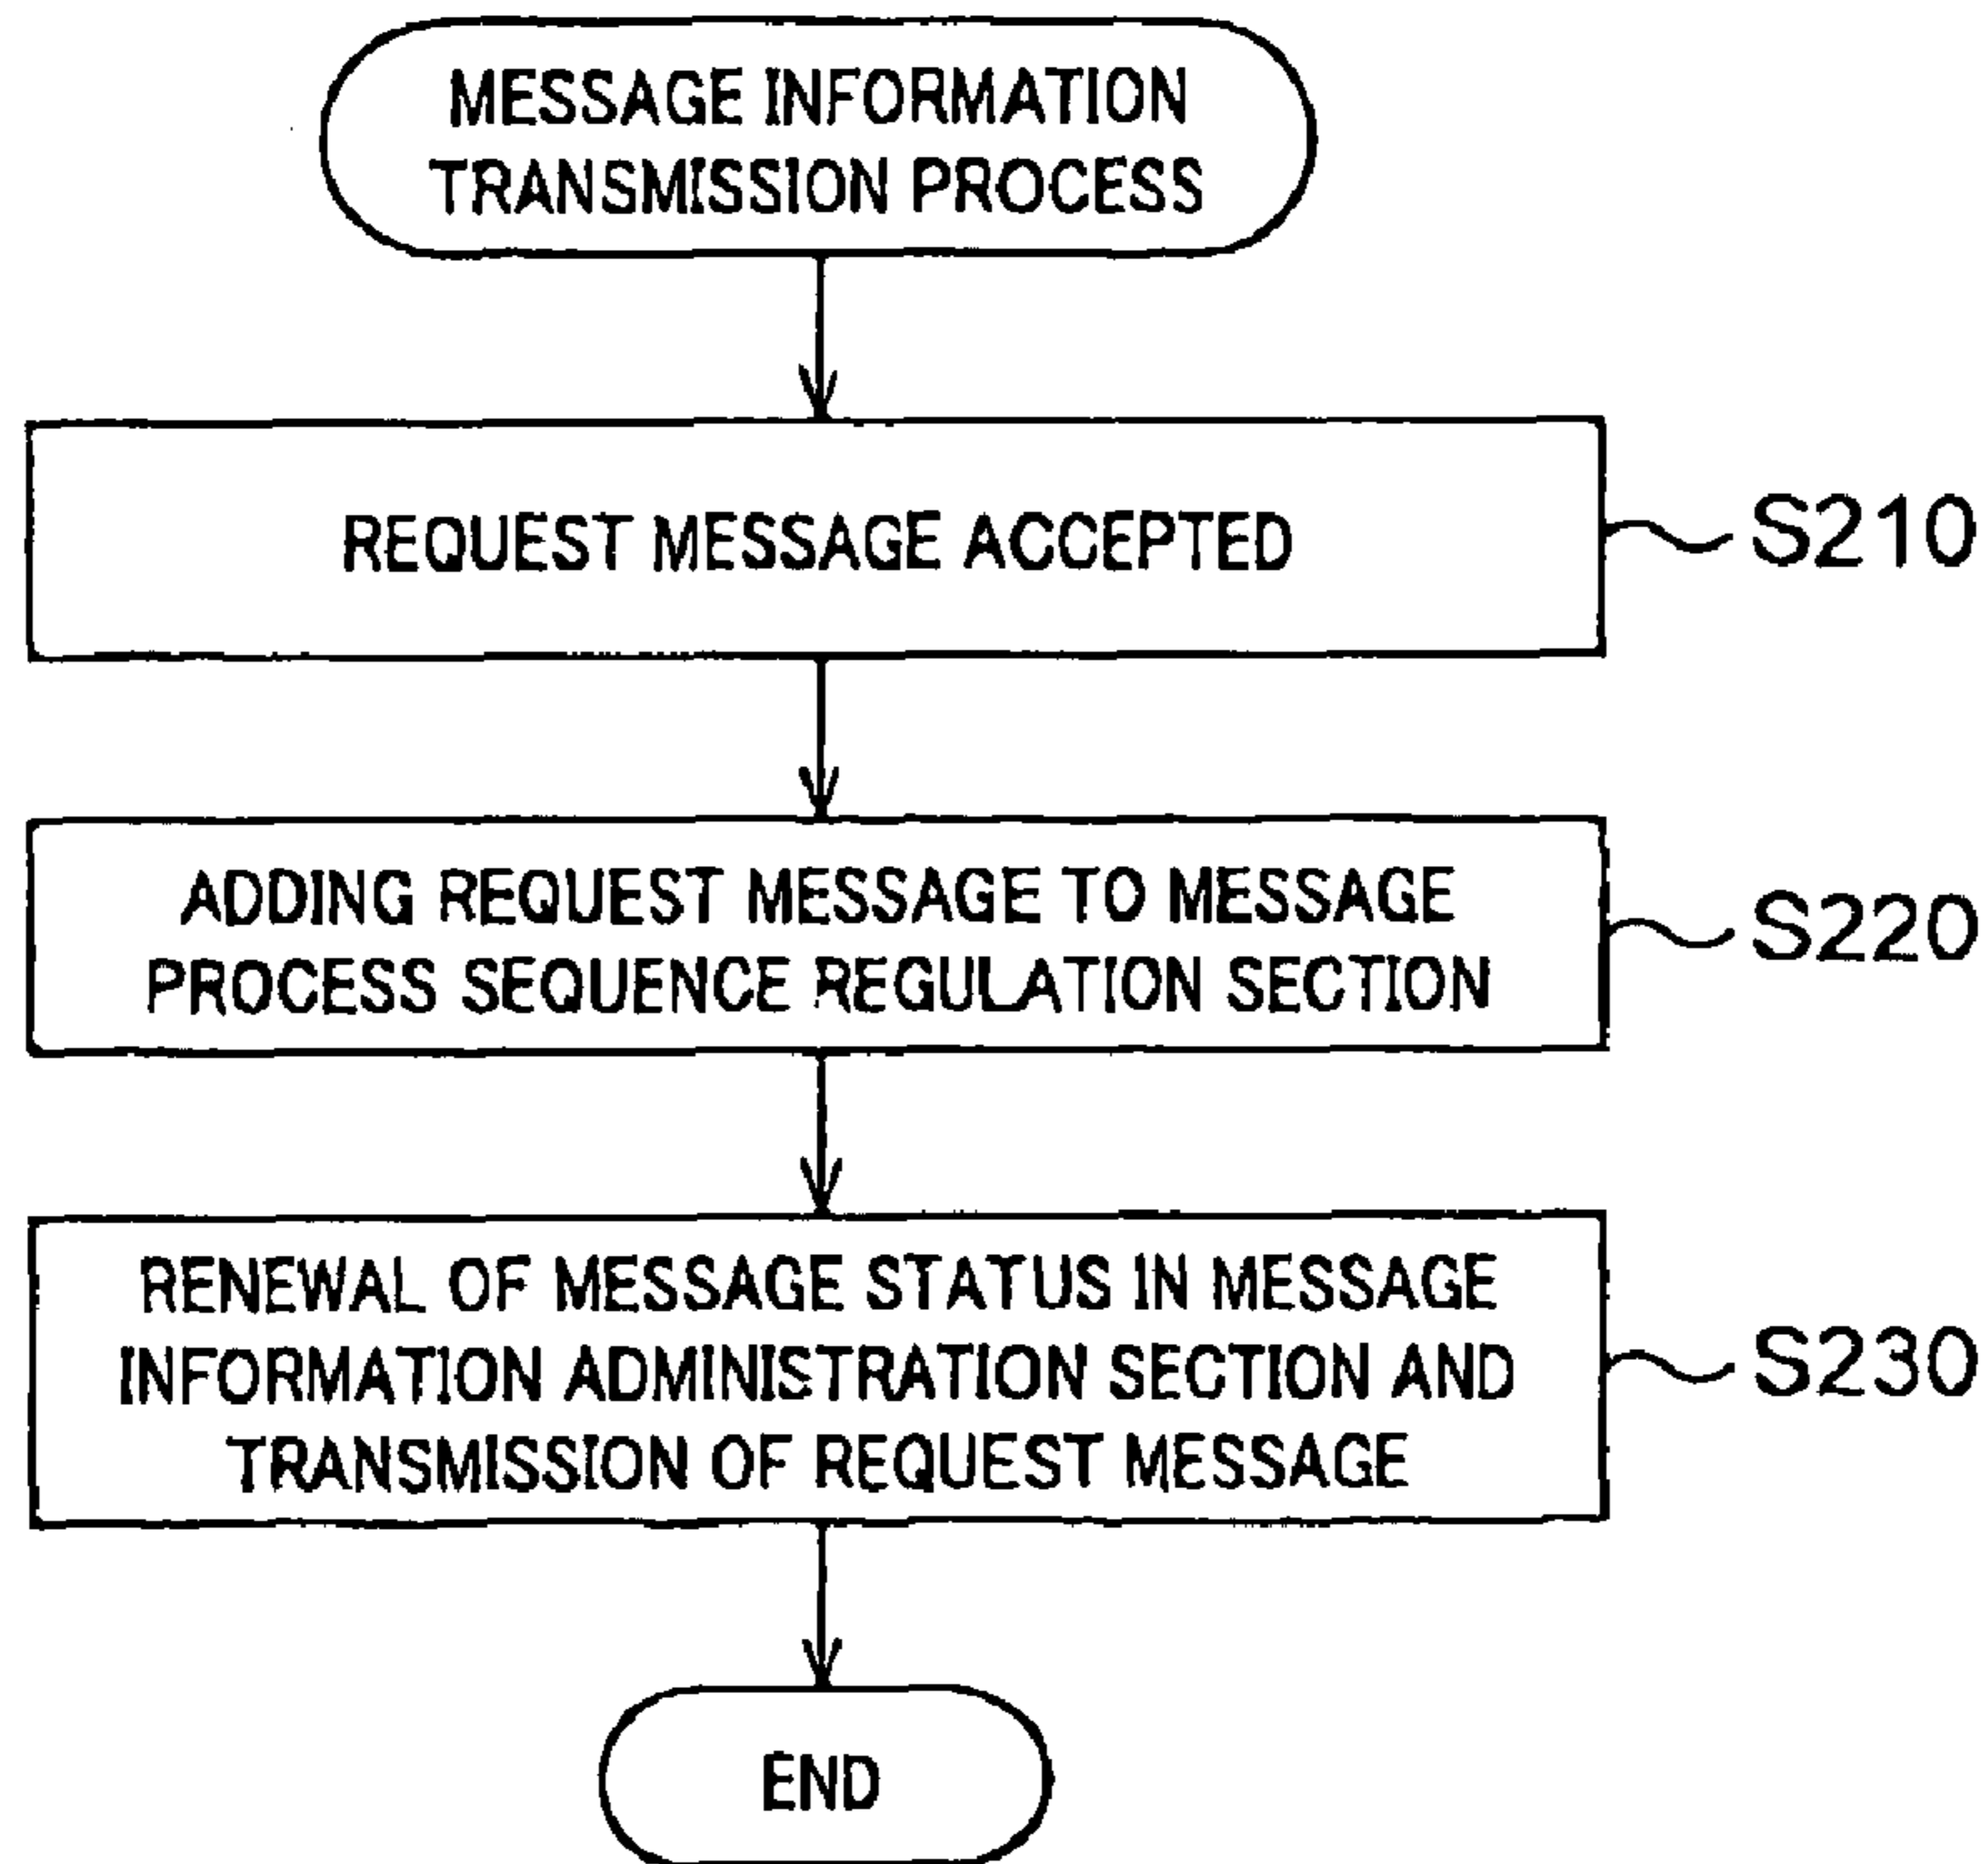 MESSAGE INFORMATION
TRANSMISSION PROCESS
REQUEST MESSAGE ACCEPTED
S210
ADDING REQUEST MESSAGE TO MESSAGE
PROCESS SEQUENCE REGULATION SECTION
S220
RENEWAL OF MESSAGE STATUS IN MESSAGE
INFORMATION ADMINISTRATION SECTION AND
TRANSMISSION OF REQUEST MESSAGE
S230
END